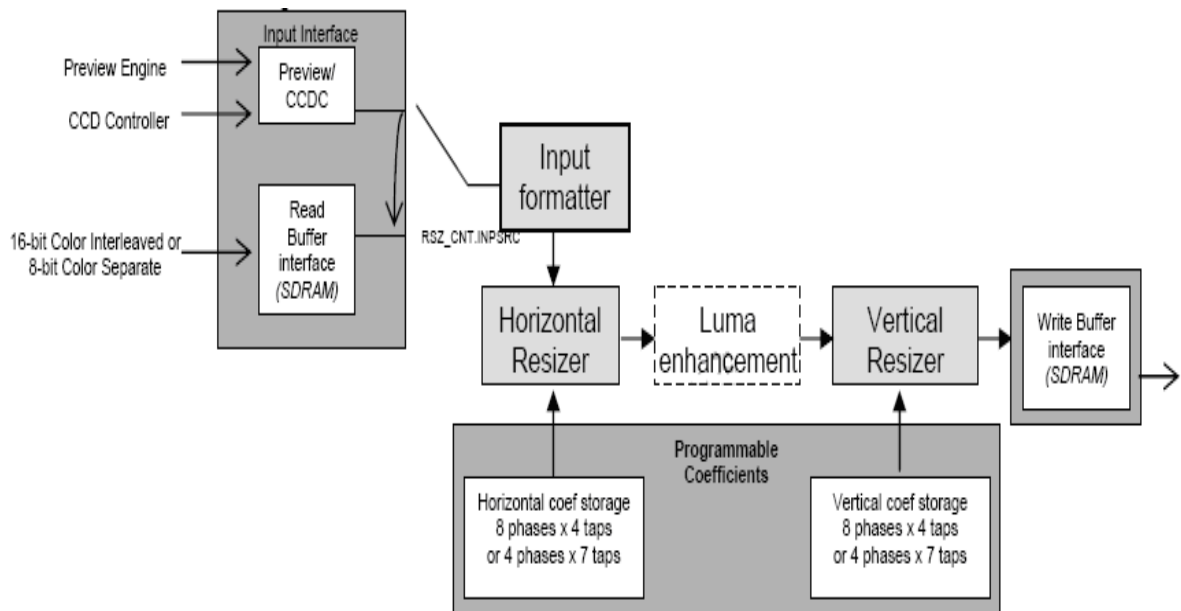 Input Interface
Preview Engine
CCD Controller
Preview/
CCDC
16-bit Color Interleaved or
8-bit Color Separate
Read
Buffer
interface
(SDRAM)
RSZ_CNT.INPSRC
Input
formatter
Horizontal
Resizer
Luma
enhancement
Vertical
Resizer
Write Buffer
interface
(SDRAM)
Programmable
Coefficients
Horizontal coef storage
8 phases x 4 taps
or 4 phases x 7 taps
Vertical coef storage
8 phases x 4 taps
or 4 phases x 7 taps